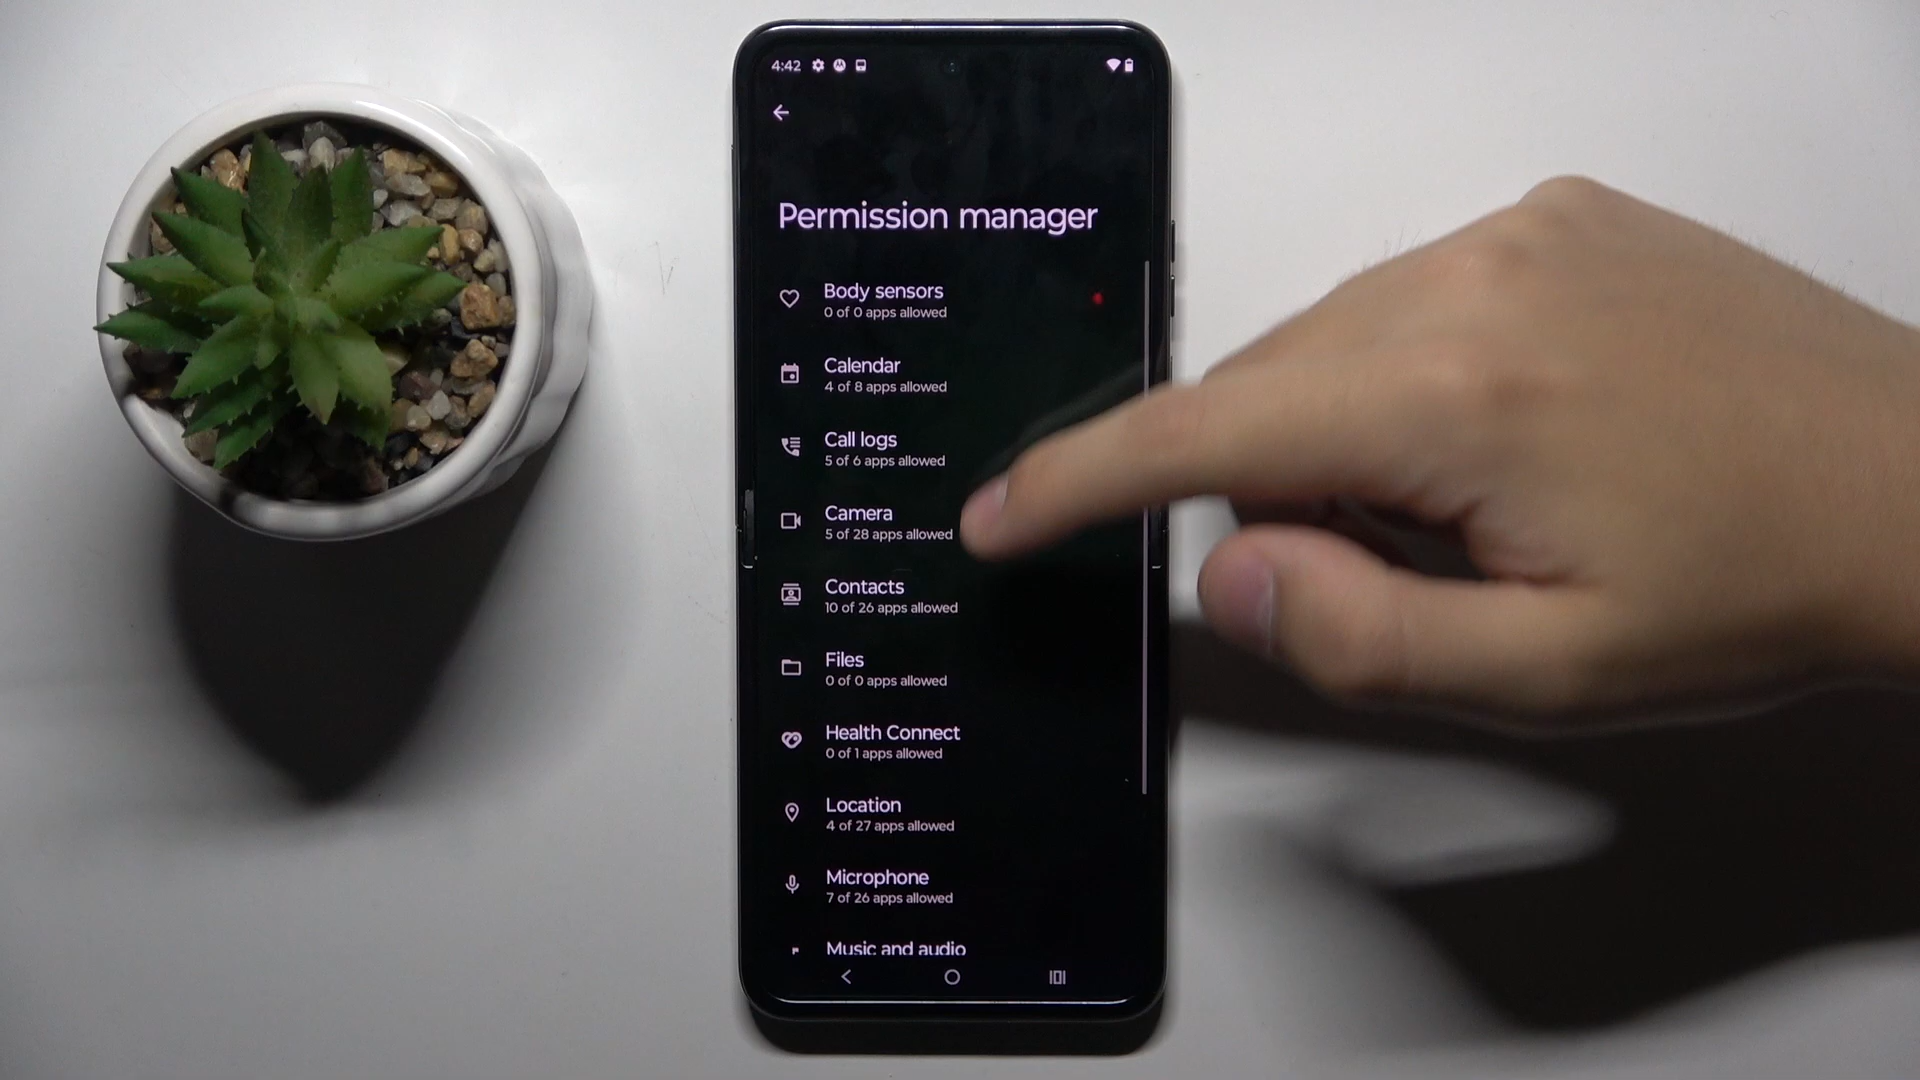 4:42
Permission manager
Body sensors
0 of 0 apps allowed
Calendar
4 of 8 apps allowed
Call logs
5 of 6 apps allowed
Camera
5 of 28 apps allowed
Contacts
10 of 26 apps allowed
Files
0 of 0 apps allowed
Health Connect
0 of 1 apps allowed
Location
4 of 27 apps allowed
Microphone
7 of 26 apps allowed
Music and audio